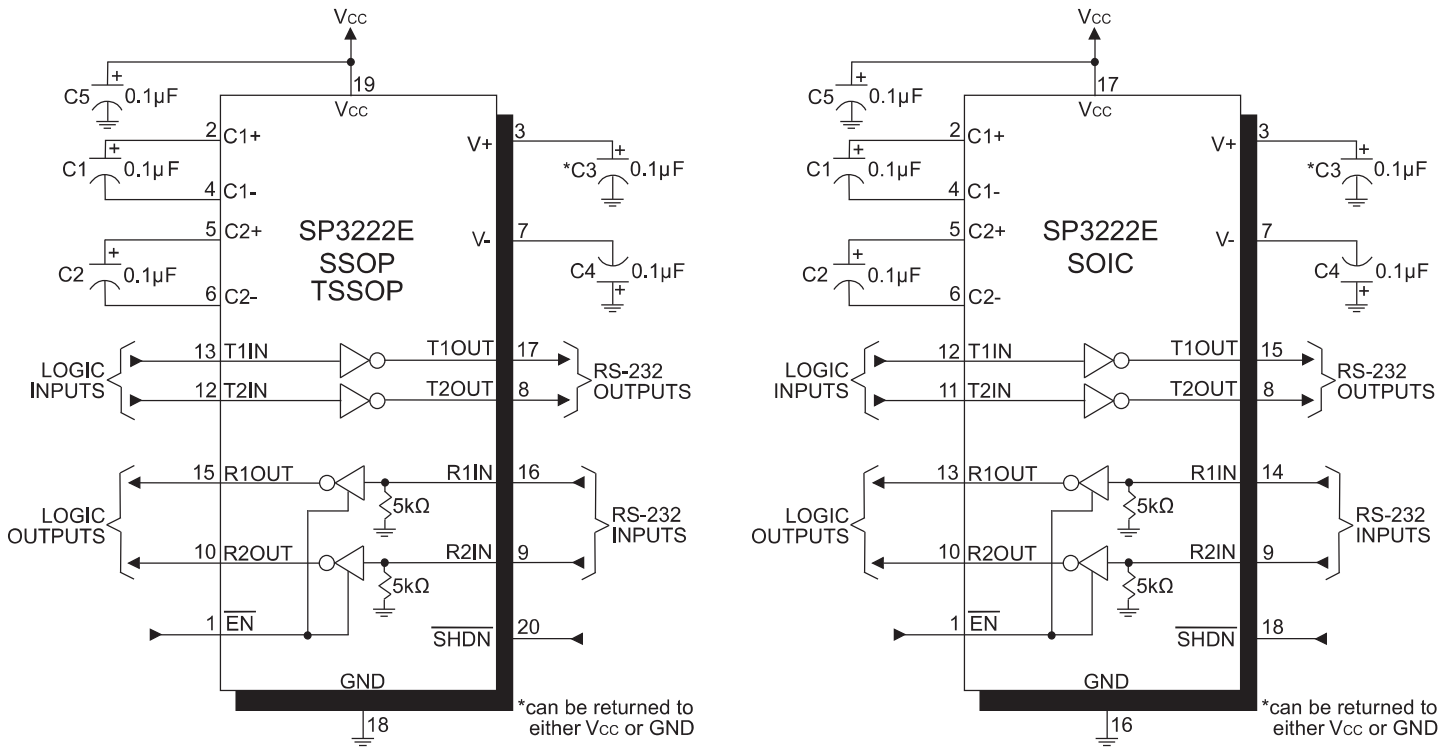 VCC
19
VCC
C5
+
0.1µF
2
C1+
C1
+
0.1µF
4
C1-
5
C2+
C2
+
0.1µF
6
C2-
V+
3
*C3
+
0.1µF
V-
7
C4
0.1µF
+
SP3222E
SSOP
TSSOP
LOGIC
INPUTS
13
T1IN
T1OUT
17
12
T2IN
T2OUT
8
RS-232
OUTPUTS
LOGIC
OUTPUTS
15
R1OUT
R1IN
16
5kΩ
10
R2OUT
R2IN
9
5kΩ
RS-232
INPUTS
1
EN
SHDN
20
GND
18
*can be returned to
either VCC or GND
VCC
17
VCC
C5
+
0.1µF
2
C1+
C1
+
0.1µF
4
C1-
5
C2+
C2
+
0.1µF
6
C2-
V+
3
*C3
+
0.1µF
V-
7
C4
0.1µF
+
SP3222E
SOIC
LOGIC
INPUTS
12
T1IN
T1OUT
15
11
T2IN
T2OUT
8
RS-232
OUTPUTS
LOGIC
OUTPUTS
13
R1OUT
R1IN
14
5kΩ
10
R2OUT
R2IN
9
5kΩ
RS-232
INPUTS
1
EN
SHDN
18
GND
16
*can be returned to
either VCC or GND